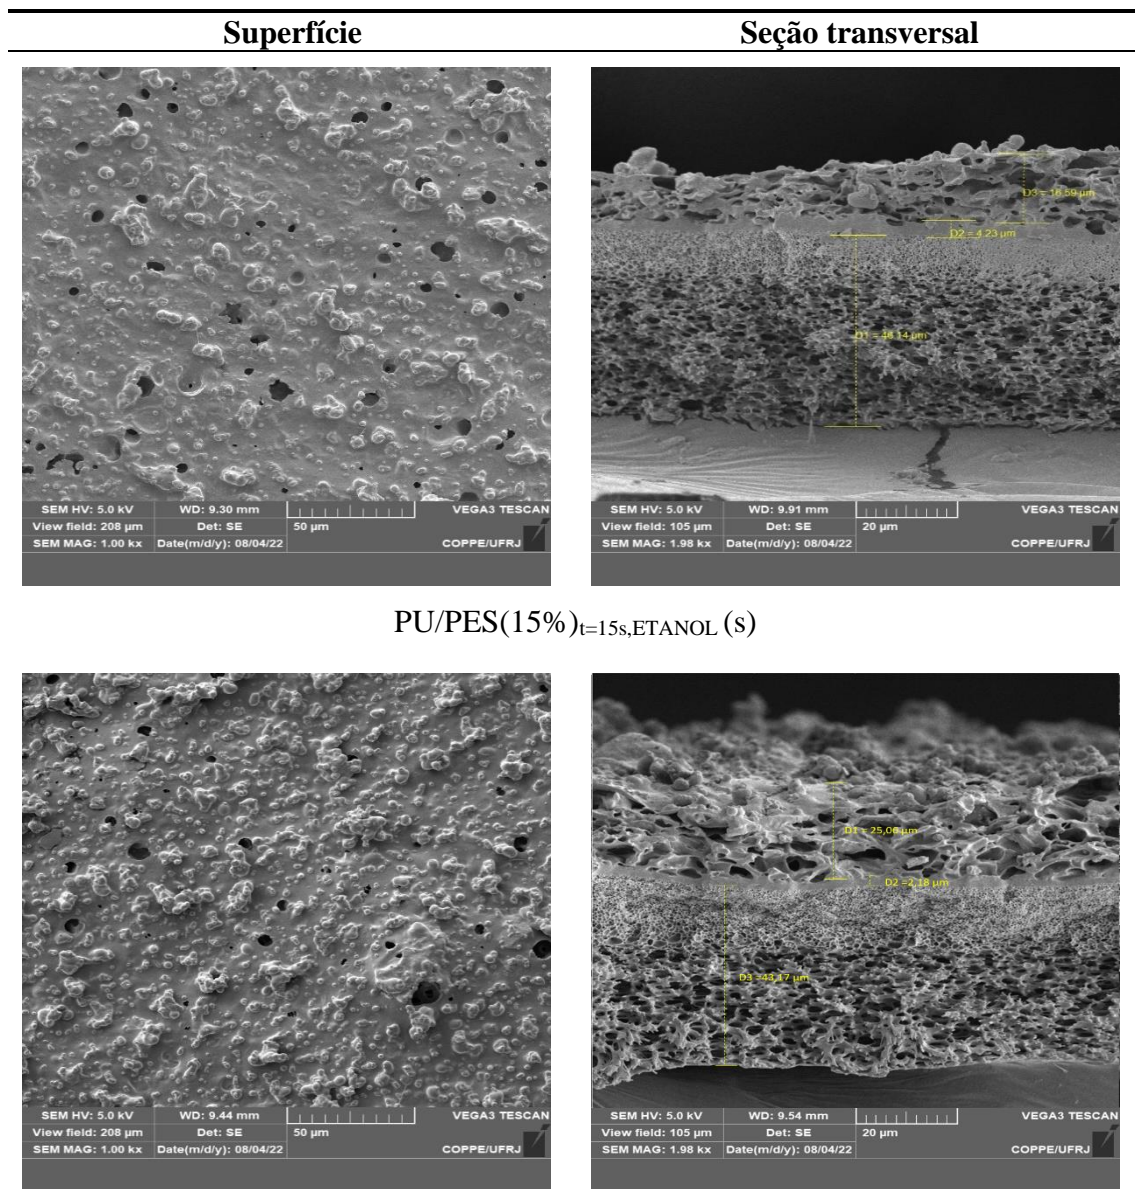 Superfície
Seção transversal
D3 = 16.59 µm
D2 = 4.23 µm
D1 = 46.14 µm
SEM HV: 5.0 kV WD: 9.30 mm VEGA3 TESCAN
View field: 208 µm Det: SE 50 µm
SEM MAG: 1.00 kx Date(m/d/y): 08/04/22 COPPE/UFRJ
SEM HV: 5.0 kV WD: 9.91 mm VEGA3 TESCAN
View field: 105 µm Det: SE 20 µm
SEM MAG: 1.98 kx Date(m/d/y): 08/04/22 COPPE/UFRJ
PU/PES(15%)t=15s,ETANOL (s)
D1 = 25,06 µm
D2 =2,18 µm
D3 =43,17 µm
SEM HV: 5.0 kV WD: 9.44 mm VEGA3 TESCAN
View field: 208 µm Det: SE 50 µm
SEM MAG: 1.00 kx Date(m/d/y): 08/04/22 COPPE/UFRJ
SEM HV: 5.0 kV WD: 9.54 mm VEGA3 TESCAN
View field: 105 µm Det: SE 20 µm
SEM MAG: 1.98 kx Date(m/d/y): 08/04/22 COPPE/UFRJ